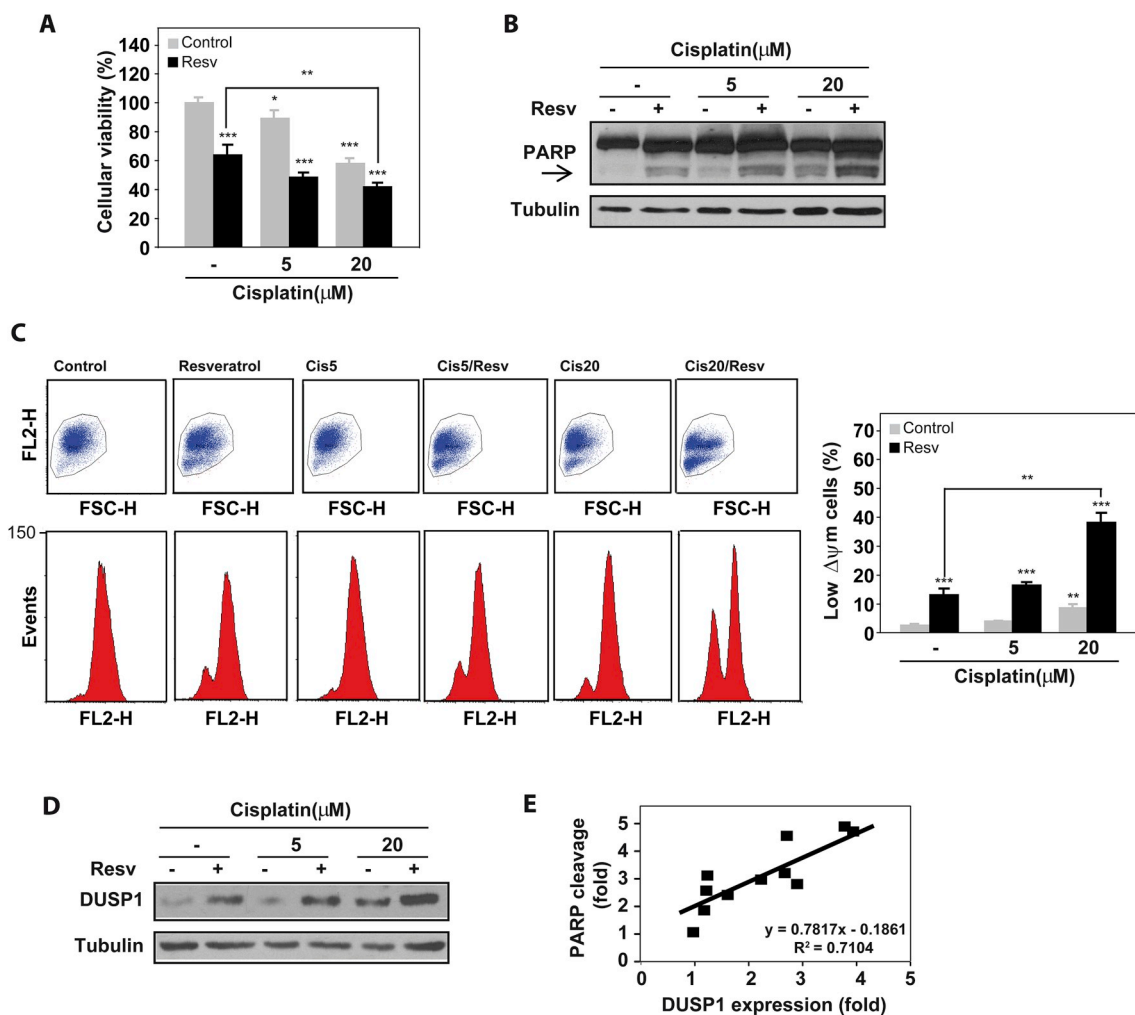 A
Cellular viability (%)
140
120
100
80
60
40
20
0
Control
Resv
**
*
***
***
***
***
- 5 20
Cisplatin(μM)
B
Cisplatin(μM)
- 5 20
Resv - + - + - +
PARP
Tubulin
C
Control Resveratrol Cis5 Cis5/Resv Cis20 Cis20/Resv
FL2-H
FSC-H FSC-H FSC-H FSC-H FSC-H FSC-H
150
Events
FL2-H FL2-H FL2-H FL2-H FL2-H FL2-H
Low Δψm cells (%)
70
60
50
40
30
20
10
0
Control
Resv
**
***
***
**
***
- 5 20
Cisplatin(μM)
D
Cisplatin(μM)
- 5 20
Resv - + - + - +
DUSP1
Tubulin
E
PARP cleavage
(fold)
5
4
3
2
1
0
y = 0.7817x - 0.1861
R² = 0.7104
0 1 2 3 4 5
DUSP1 expression (fold)